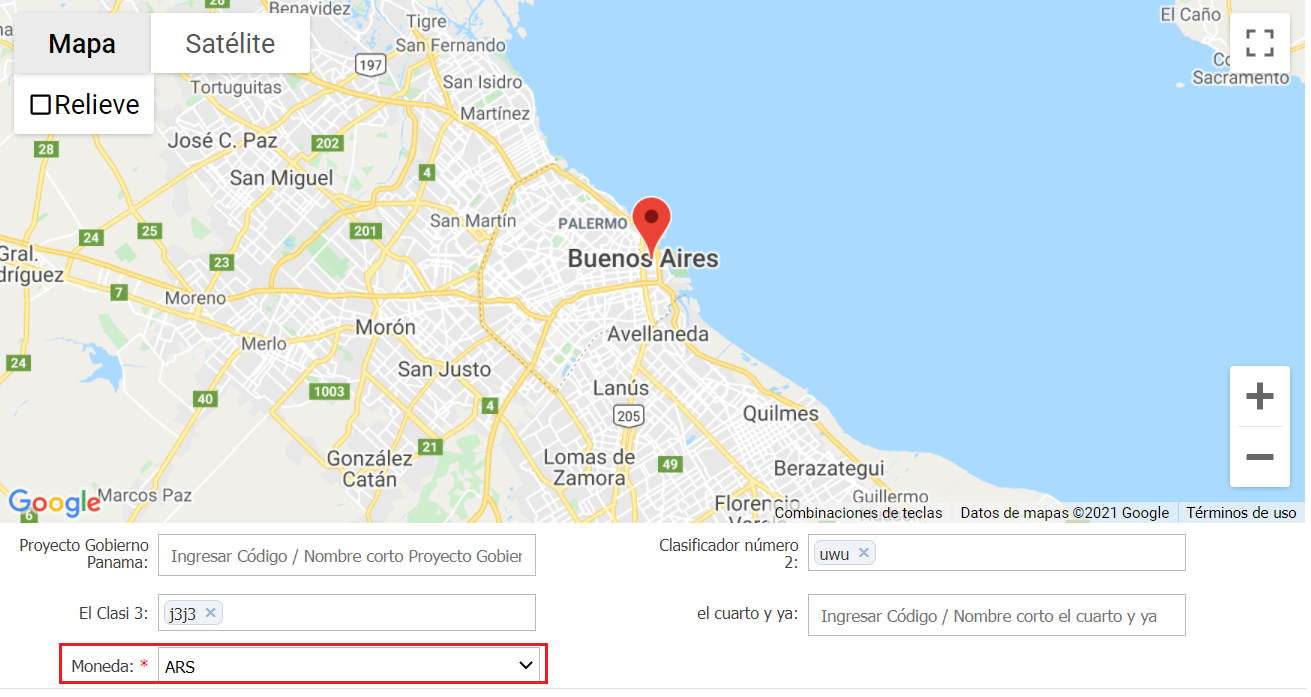 26
Benavídez
Tigre
El Caño
Mapa
Satélite
San Fernando
197
Sacramento
Tortuguitas
San Isidro
Relieve
Martínez
José C. Paz
202
28
4
San Miguel
San Martín
PALERMO
201
25
24
Gral.
Buenos Aires
23
dríguez
7
Moreno
Morón
Avellaneda
Merlo
24
San Justo
Lanús
1003
40
4
205
Quilmes
21
González
Catán
Lomas de
Zamora
49
Berazategui
Marcos Paz
Google
6
Guillermo
Combinaciones de teclas
Datos de mapas ©2021 Google
Términos de uso
Proyecto Gobierno
Panama:
Ingresar Código / Nombre corto Proyecto Gobier
Clasificador número
2:
uwu ×
El Clasi 3:
j3j3 ×
el cuarto y ya:
Ingresar Código / Nombre corto el cuarto y ya
Moneda: *
ARS